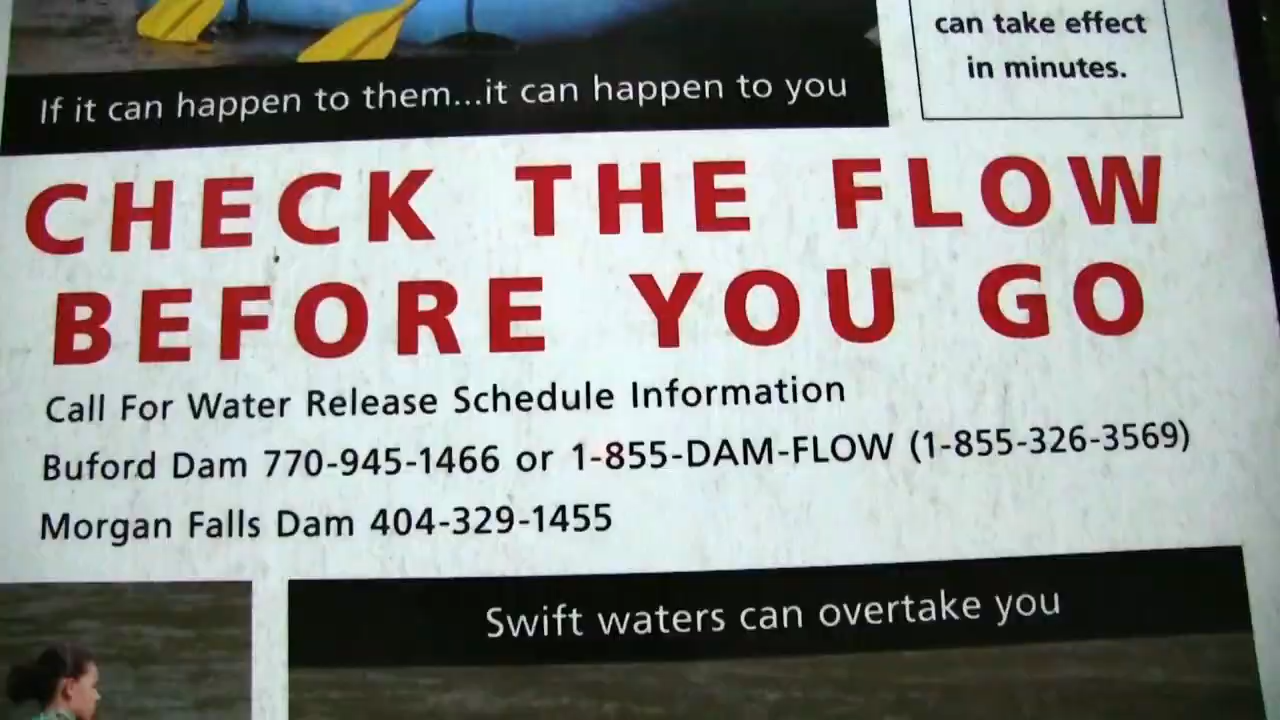 can take effect
in minutes.
If it can happen to them...it can happen to you
CHECK THE FLOW
BEFORE YOU GO
Call For Water Release Schedule Information
Buford Dam 770-945-1466 or 1-855-DAM-FLOW (1-855-326-3569)
Morgan Falls Dam 404-329-1455
Swift waters can overtake you